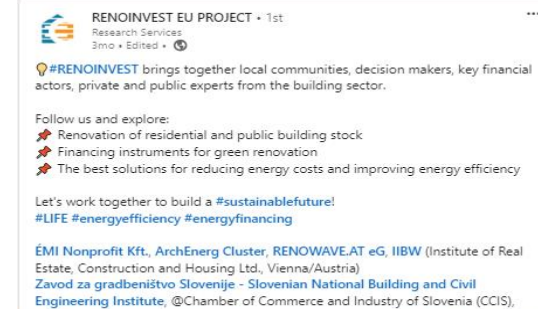 RENOINVEST EU PROJECT • 1st
Research Services
3mo • Edited •
#RENOINVEST brings together local communities, decision makers, key financial
actors, private and public experts from the building sector.
Follow us and explore:
Renovation of residential and public building stock
Financing instruments for green renovation
The best solutions for reducing energy costs and improving energy efficiency
Let's work together to build a #sustainablefuture!
#LIFE #energyefficiency #energyfinancing
ÉMI Nonprofit Kft., ArchEnerg Cluster, RENOWAVE.AT eG, IIBW (Institute of Real
Estate, Construction and Housing Ltd., Vienna/Austria)
Zavod za gradbeništvo Slovenije - Slovenian National Building and Civil
Engineering Institute, @Chamber of Commerce and Industry of Slovenia (CCIS),